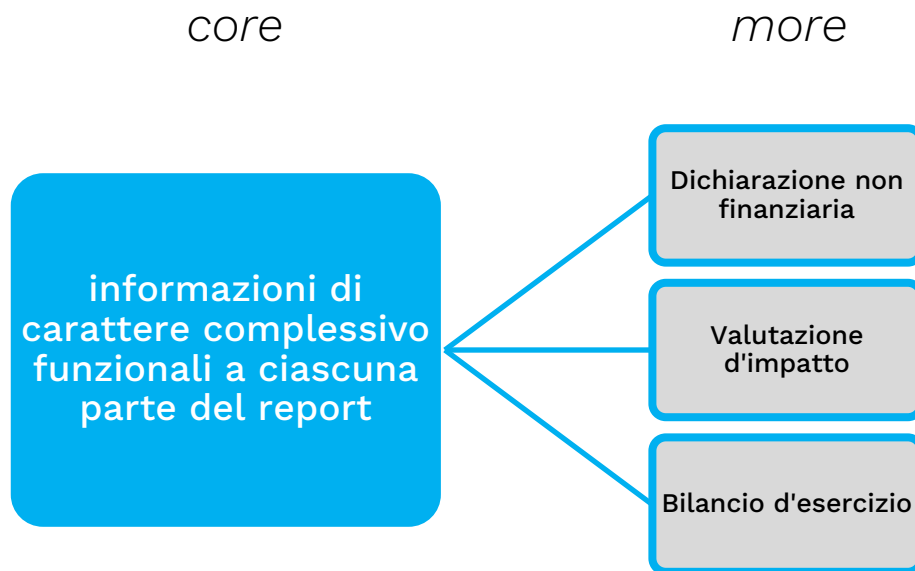 core
more
informazioni di
carattere complessivo
funzionali a ciascuna
parte del report
Dichiarazione non
finanziaria
Valutazione
d'impatto
Bilancio d'esercizio